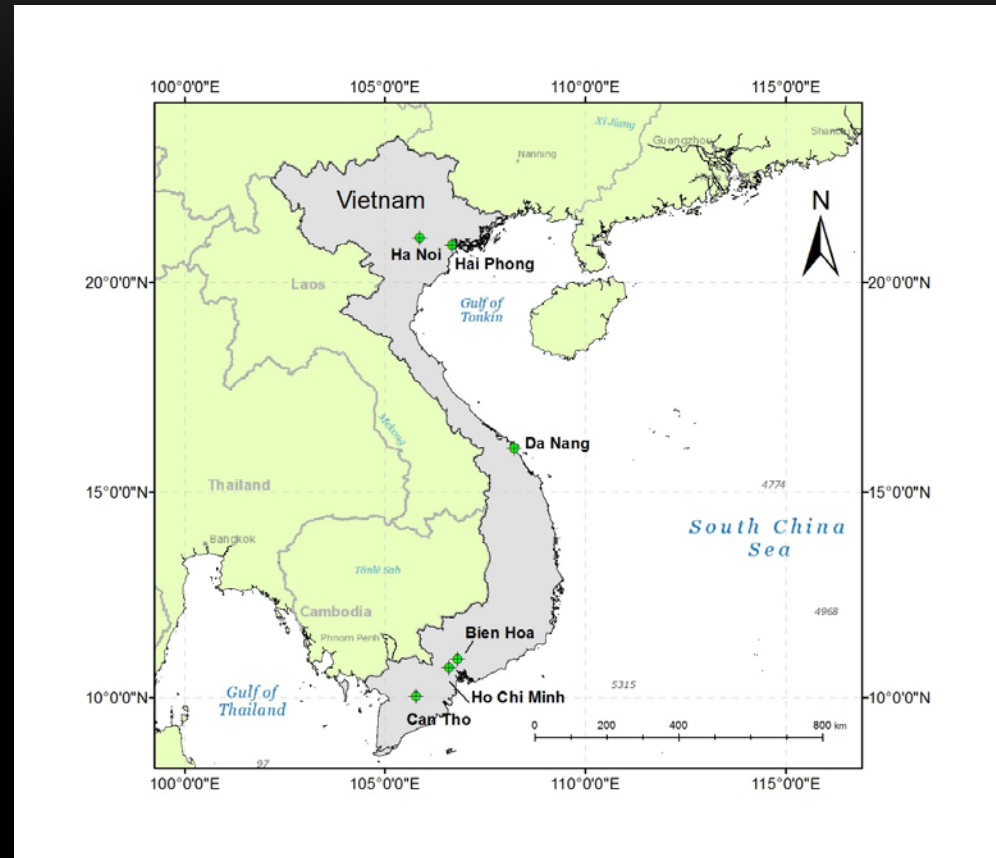 100°0'0"E 105°0'0"E 110°0'0"E 115°0'0"E
Xi Jiang
Guangzhou
Nanning
Vietnam
N
Ha Noi
Hai Phong
20°0'0"N 20°0'0"N
Laos
Gulf of
Tonkin
Mekong
Da Nang
Thailand
4774
15°0'0"N 15°0'0"N
South China
Sea
Bangkok
Tônlé Sab
Cambodia
4968
Phnom Penh
Bien Hoa
5315
Gulf of
Thailand
10°0'0"N 10°0'0"N
Ho Chi Minh
Can Tho
0 200 400 800 km
97
100°0'0"E 105°0'0"E 110°0'0"E 115°0'0"E